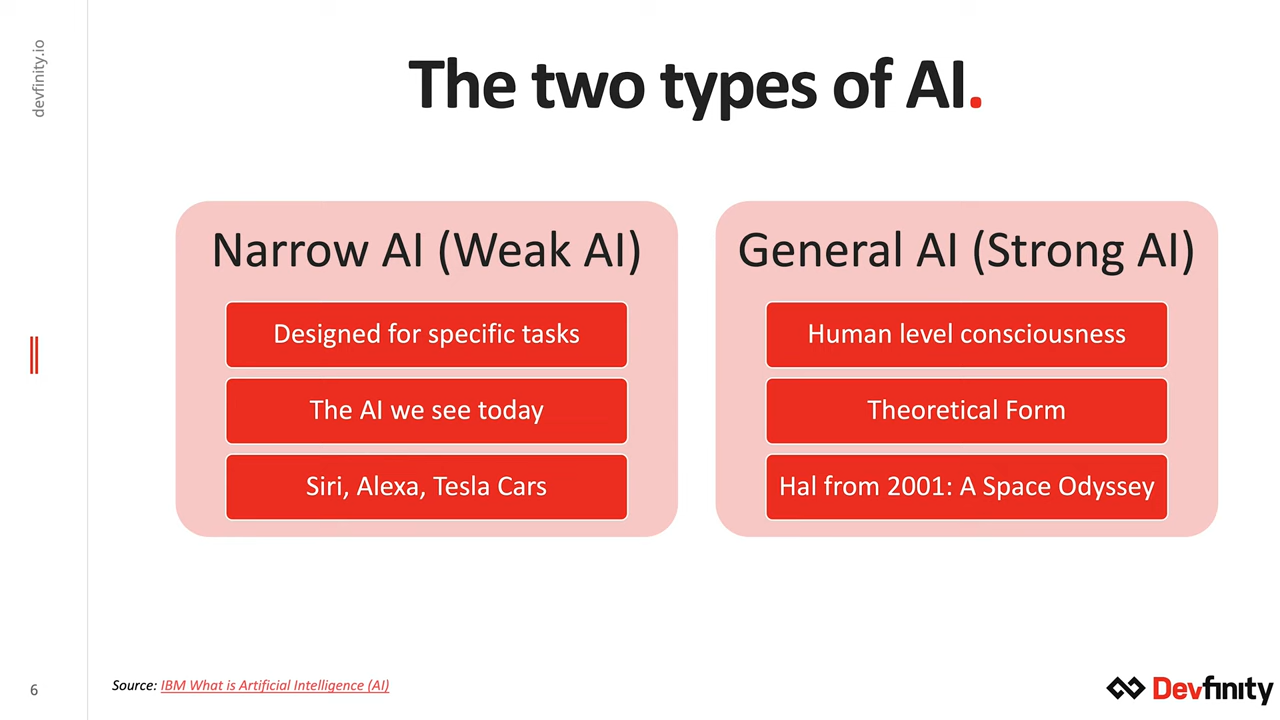 devfinity.io
The two types of AI.
Narrow AI (Weak AI)
Designed for specific tasks
The AI we see today
Siri, Alexa, Tesla Cars
General AI (Strong AI)
Human level consciousness
Theoretical Form
Hal from 2001: A Space Odyssey
6
Source: IBM What is Artificial Intelligence (AI)
Devfinity